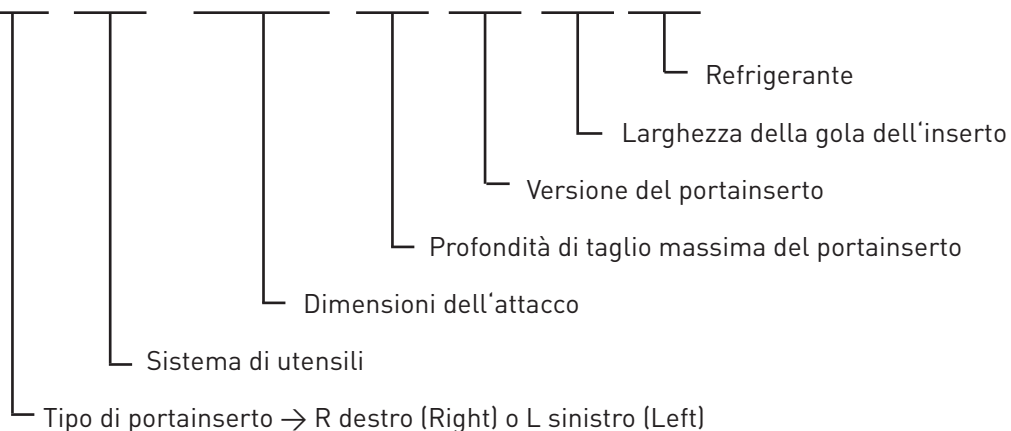 Refrigerante
Larghezza della gola dell‘inserto
Versione del portainserto
Profondità di taglio massima del portainserto
Dimensioni dell‘attacco
Sistema di utensili
Tipo di portainserto → R destro (Right) o L sinistro (Left)